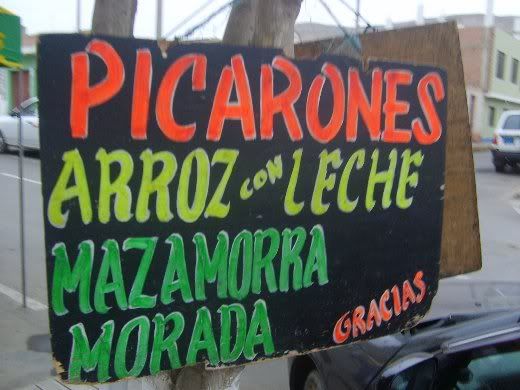 PICARONES
ARROZ CON LECHE
MAZAMORRA
MORADA
GRACIAS